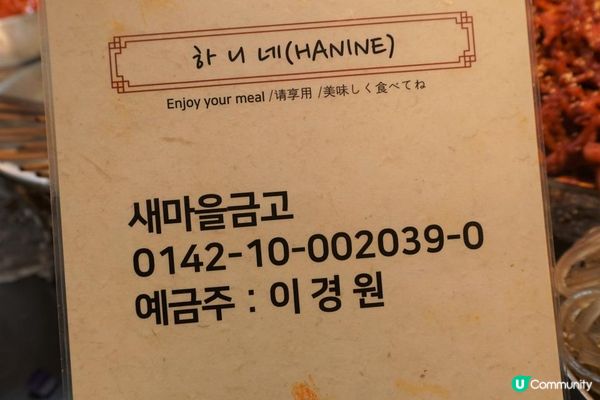 하니네(HANINE)
Enjoy your meal /请享用 /美味しく食べてね
새마을금고
0142-10-002039-0
예금주 : 이경원
U Community